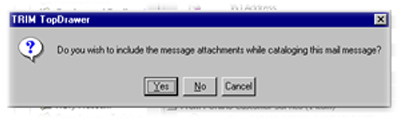 TRIM TopDrawer
Do you wish to include the message attachments while cataloging this mail message?
Yes No Cancel